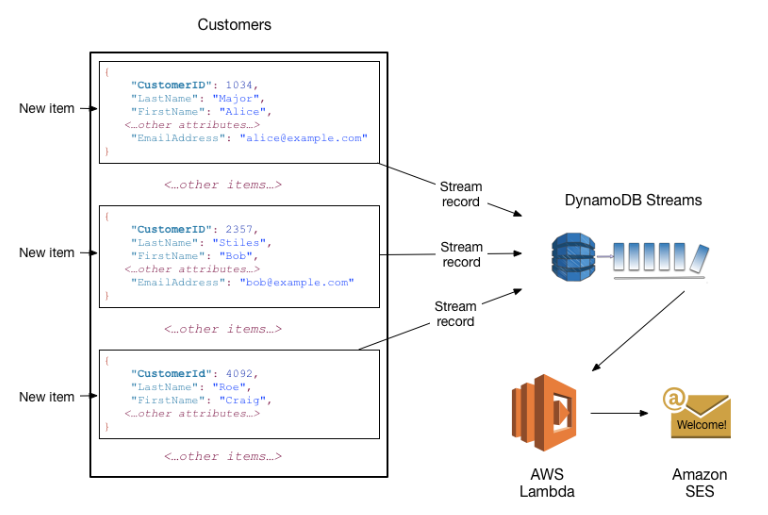 Customers
New item
{
"CustomerID": 1034,
"LastName": "Major",
"FirstName": "Alice",
<…other attributes…>
"EmailAddress": "alice@example.com"
}
<…other items…>
New item
{
"CustomerID": 2357,
"LastName": "Stiles",
"FirstName": "Bob",
<…other attributes…>
"EmailAddress": "bob@example.com"
}
<…other items…>
New item
{
"CustomerId": 4092,
"LastName": "Roe",
"FirstName": "Craig",
<…other attributes…>
}
<…other items…>
Stream
record
Stream
record
Stream
record
DynamoDB Streams
AWS
Lambda
@
Welcome!
Amazon
SES